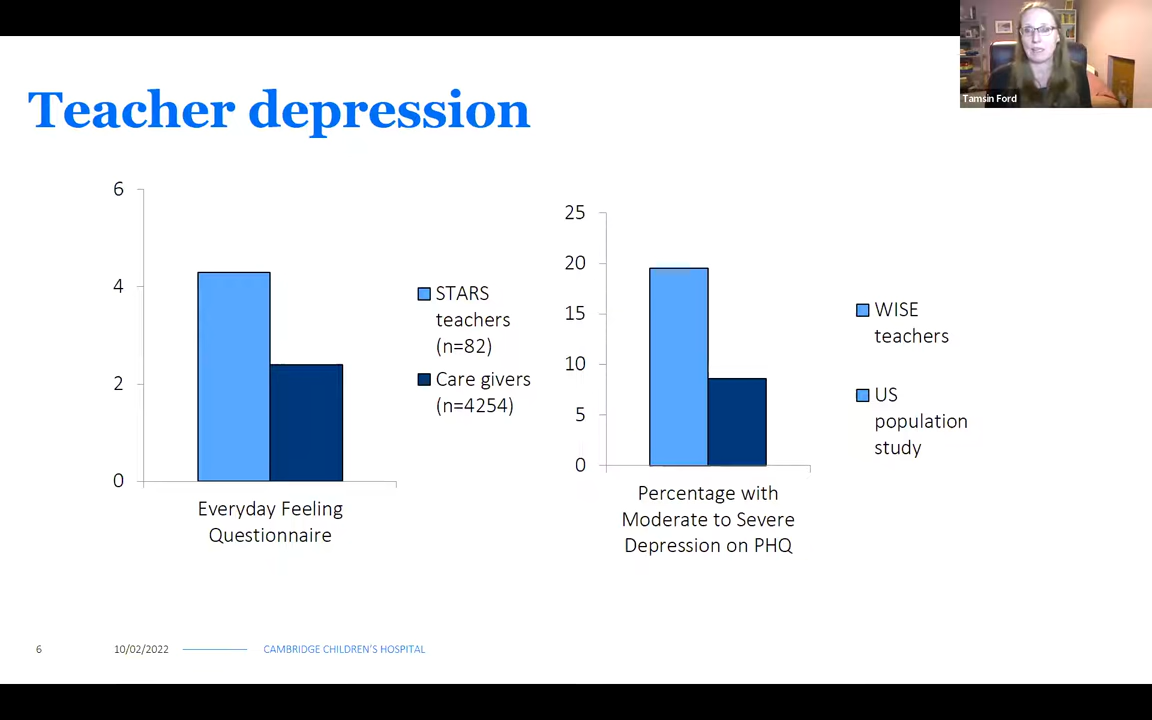 Tamsin Ford
Teacher depression
6
4
2
0
STARS
teachers
(n=82)
Care givers
(n=4254)
Everyday Feeling
Questionnaire
25
20
15
10
5
0
WISE
teachers
US
population
study
Percentage with
Moderate to Severe
Depression on PHQ
6
10/02/2022
CAMBRIDGE CHILDREN'S HOSPITAL